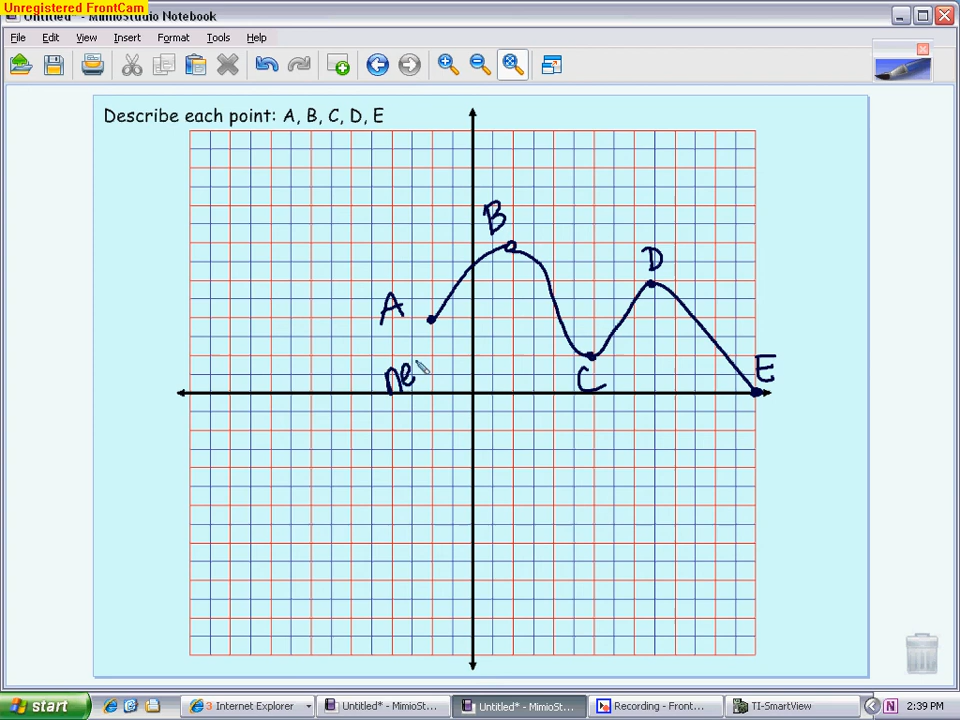 Unregistered FrontCam
Untitled* - MimioStudio Notebook
File Edit View Insert Format Tools Help
Describe each point: A, B, C, D, E
B
D
A
E
ne
C
start
3 Internet Explorer
Untitled* - MimioSt...
Untitled* - MimioSt...
Recording - Front...
TI-SmartView
N
2:39 PM